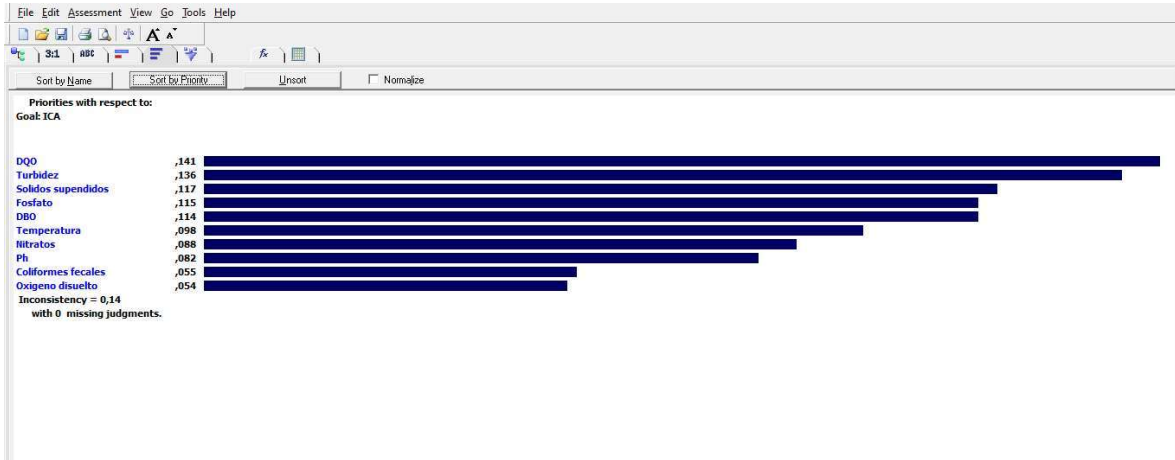 File Edit Assessment View Go Tools Help
A A
3:1 ABC fx
Sort by Name Sort by Priority Unsort Normalize
Priorities with respect to:
Goal: ICA
DQO ,141
Turbidez ,136
Solidos supendidos ,117
Fosfato ,115
DBO ,114
Temperatura ,098
Nitratos ,088
Ph ,082
Coliformes fecales ,055
Oxigeno disuelto ,054
Inconsistency = 0,14
with 0 missing judgments.